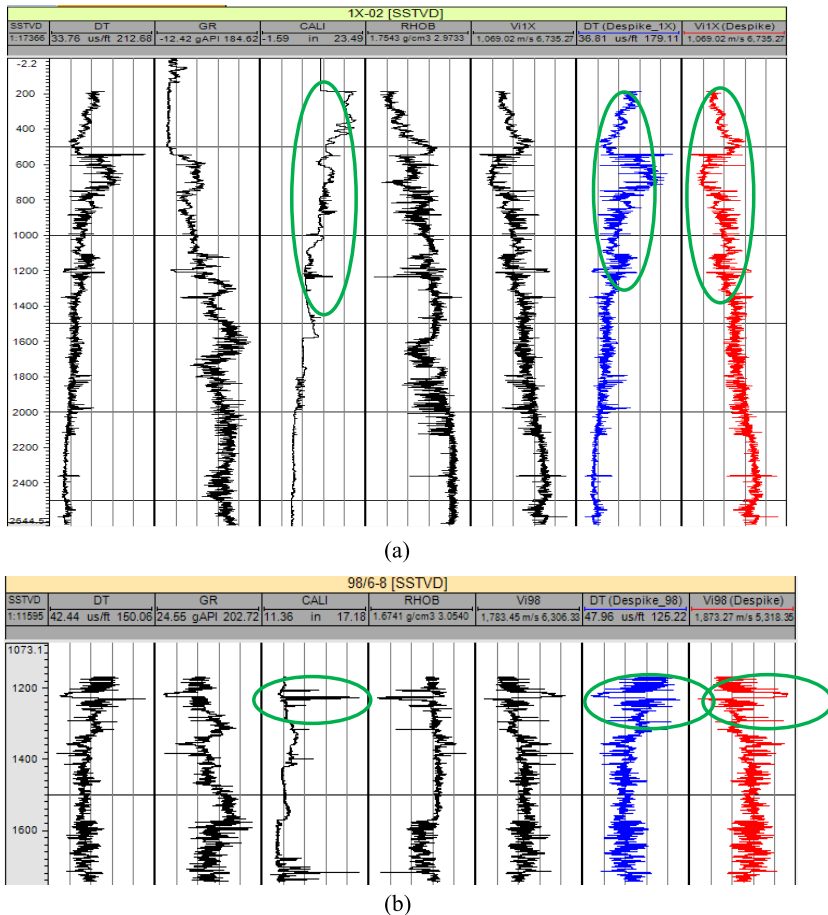 1X-02 [SSTVD]
SSTVD DT GR CALI RHOB Vi1X DT (Despike_1X) Vi1X (Despike)
1:17366 33.76 us/ft 212.68 -12.42 gAPI 184.62 -1.59 in 23.49 1.7543 g/cm3 2.9733 1,069.02 m/s 6,735.27 36.81 us/ft 179.11 1,069.02 m/s 6,735.27
-2.2
200
400
600
800
1000
1200
1400
1600
1800
2000
2200
2400
2644.5
(a)
98/6-8 [SSTVD]
SSTVD DT GR CALI RHOB Vi98 DT (Despike_98) Vi98 (Despike)
1:11595 42.44 us/ft 150.06 24.55 gAPI 202.72 11.36 in 17.18 1.6741 g/cm3 3.0540 1,783.45 m/s 6,306.33 47.96 us/ft 125.22 1,873.27 m/s 5,318.35
1073.1
1200
1400
1600
(b)